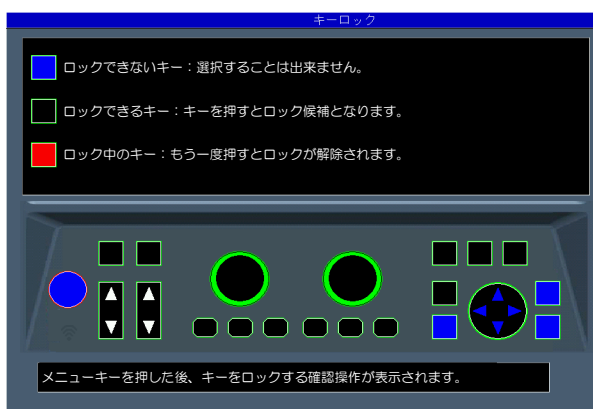 キーロック
ロックできないキー：選択することは出来ません。
ロックできるキー：キーを押すとロック候補となります。
ロック中のキー：もう一度押すとロックが解除されます。
メニューキーを押した後、キーをロックする確認操作が表示されます。